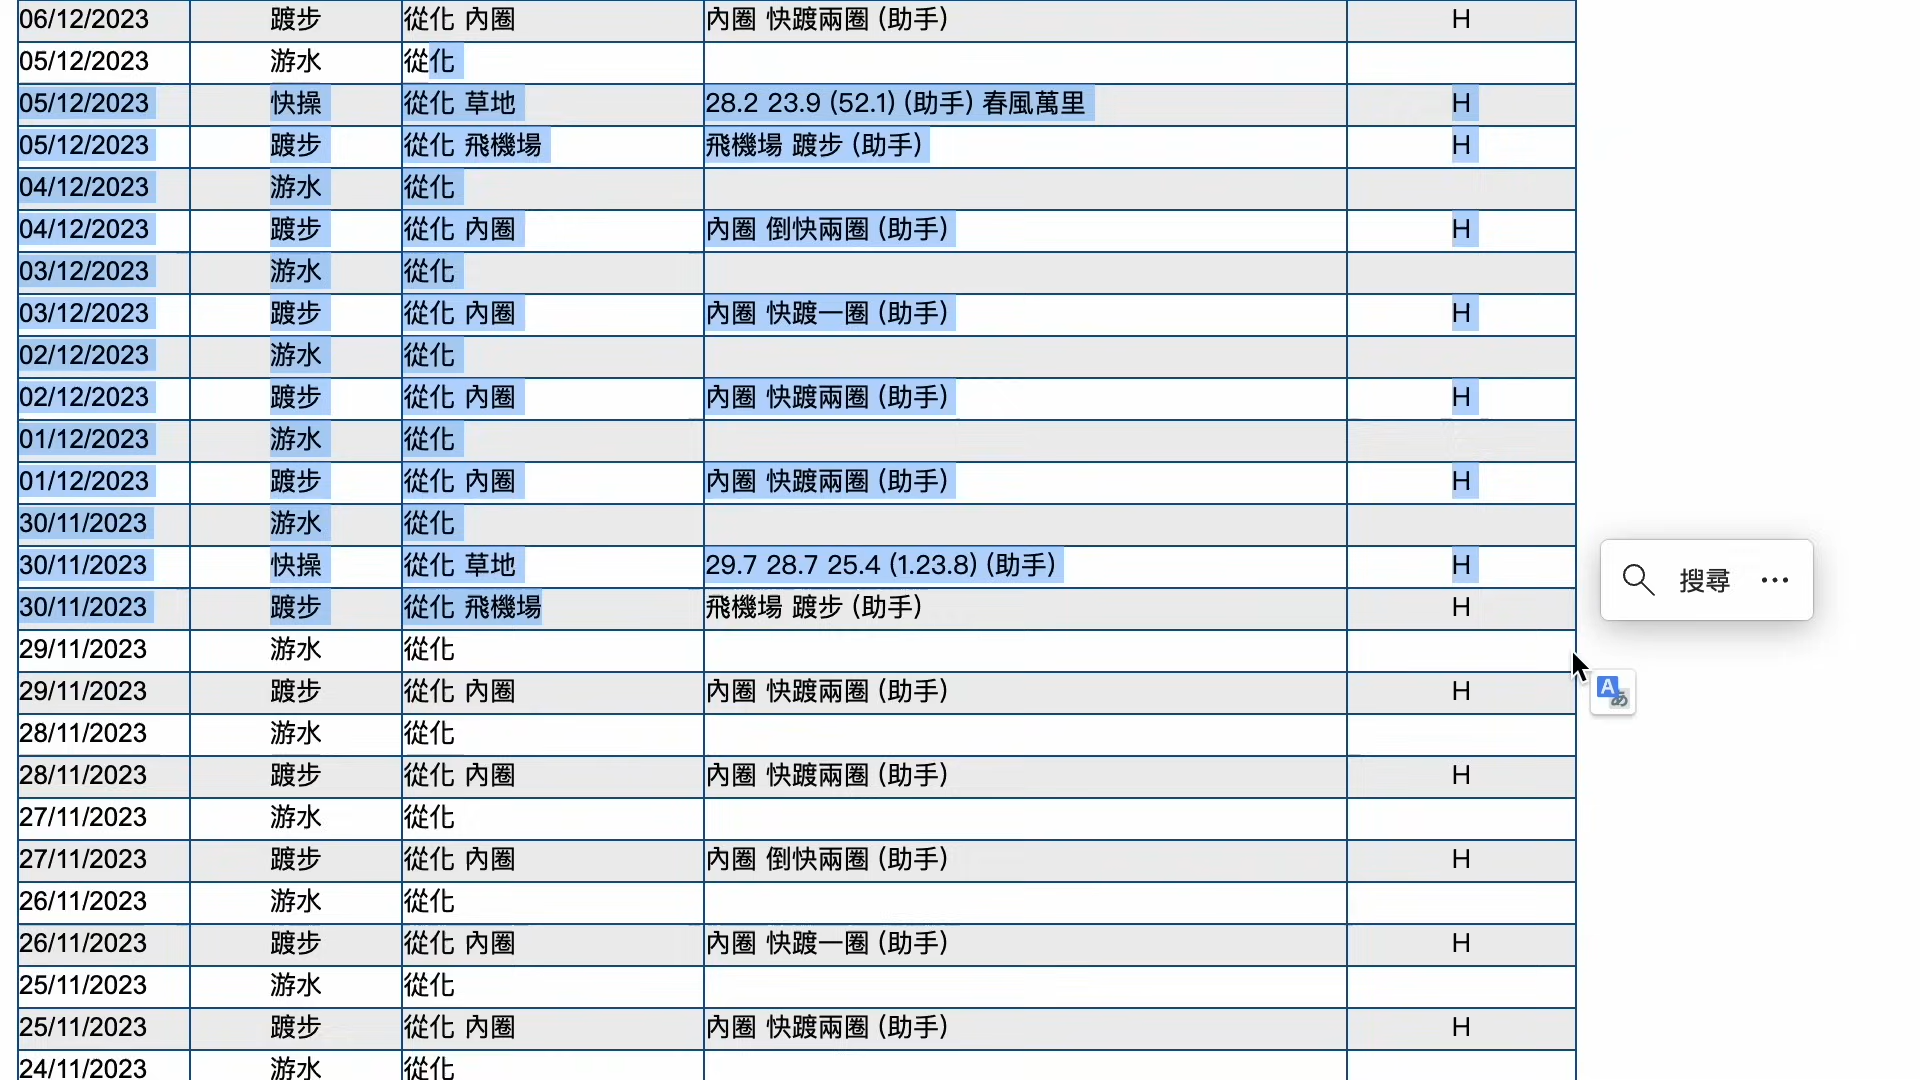 06/12/2023 踱步 從化 內圈 內圈 快踱兩圈 (助手) H
05/12/2023 游水 從化
05/12/2023 快操 從化 草地 28.2 23.9 (52.1) (助手) 春風萬里 H
05/12/2023 踱步 從化 飛機場 飛機場 踱步 (助手) H
04/12/2023 游水 從化
04/12/2023 踱步 從化 內圈 內圈 倒快兩圈 (助手) H
03/12/2023 游水 從化
03/12/2023 踱步 從化 內圈 內圈 快踱一圈 (助手) H
02/12/2023 游水 從化
02/12/2023 踱步 從化 內圈 內圈 快踱兩圈 (助手) H
01/12/2023 游水 從化
01/12/2023 踱步 從化 內圈 內圈 快踱兩圈 (助手) H
30/11/2023 游水 從化
30/11/2023 快操 從化 草地 29.7 28.7 25.4 (1.23.8) (助手) H
搜尋 ···
30/11/2023 踱步 從化 飛機場 飛機場 踱步 (助手) H
29/11/2023 游水 從化
29/11/2023 踱步 從化 內圈 內圈 快踱兩圈 (助手) H
Aあ
28/11/2023 游水 從化
28/11/2023 踱步 從化 內圈 內圈 快踱兩圈 (助手) H
27/11/2023 游水 從化
27/11/2023 踱步 從化 內圈 內圈 倒快兩圈 (助手) H
26/11/2023 游水 從化
26/11/2023 踱步 從化 內圈 內圈 快踱一圈 (助手) H
25/11/2023 游水 從化
25/11/2023 踱步 從化 內圈 內圈 快踱兩圈 (助手) H
24/11/2023 游水 從化